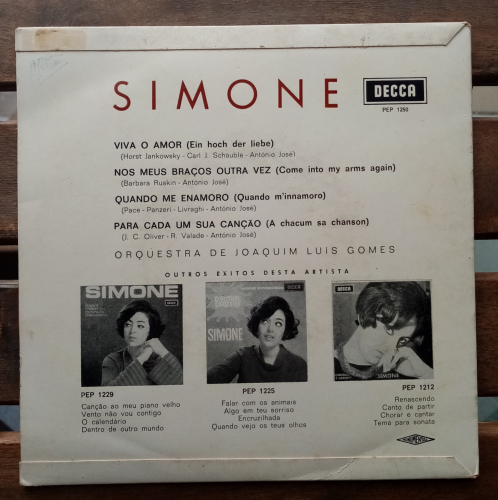 SIMONE
DECCA
PEP 1250
VIVA O AMOR (Ein hoch der liebe)
(Horst Jankowsky - Carl J. Schauble - António José)
NOS MEUS BRAÇOS OUTRA VEZ (Come into my arms again)
(Barbara Ruskin - António José)
QUANDO ME ENAMORO (Quando m'innamoro)
(Pace - Panzeri - Livraghi - António José)
PARA CADA UM SUA CANÇÃO (A chacum sa chanson)
(J. C. Oliver - R. Valade - António José)
ORQUESTRA DE JOAQUIM LUIS GOMES
OUTROS ÊXITOS DESTA ARTISTA
SIMONE
DECCA
SIMONE
DECCA
SIMONE
PEP 1229
Canção ao meu piano velho
Vento não vou contigo
O calendário
Dentro de outro mundo
PEP 1225
Falar com os animais
Algo em teu sorriso
Encruzilhada
Quando vejo os teus olhos
PEP 1212
Renascendo
Canto de partir
Chorar e cantar
Tema para sonata